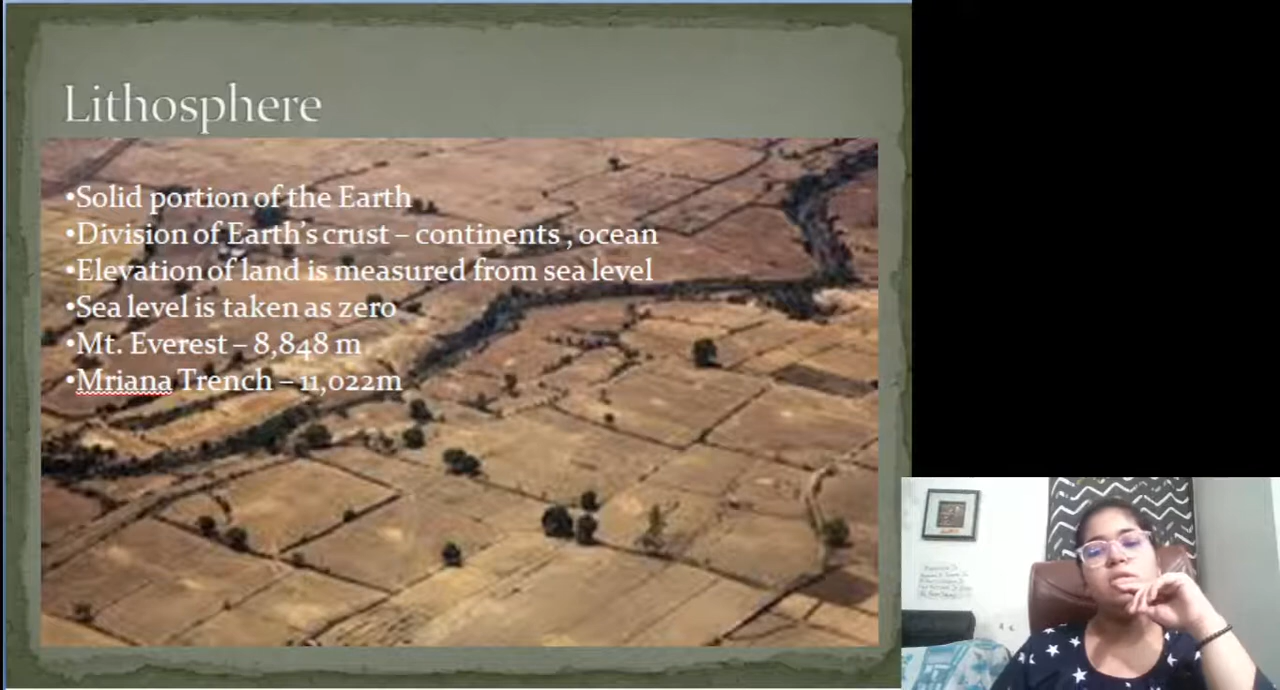 Lithosphere
•Solid portion of the Earth
•Division of Earth's crust – continents , ocean
•Elevation of land is measured from sea level
•Sea level is taken as zero
•Mt. Everest – 8,848 m
•Mriana Trench – 11,022m